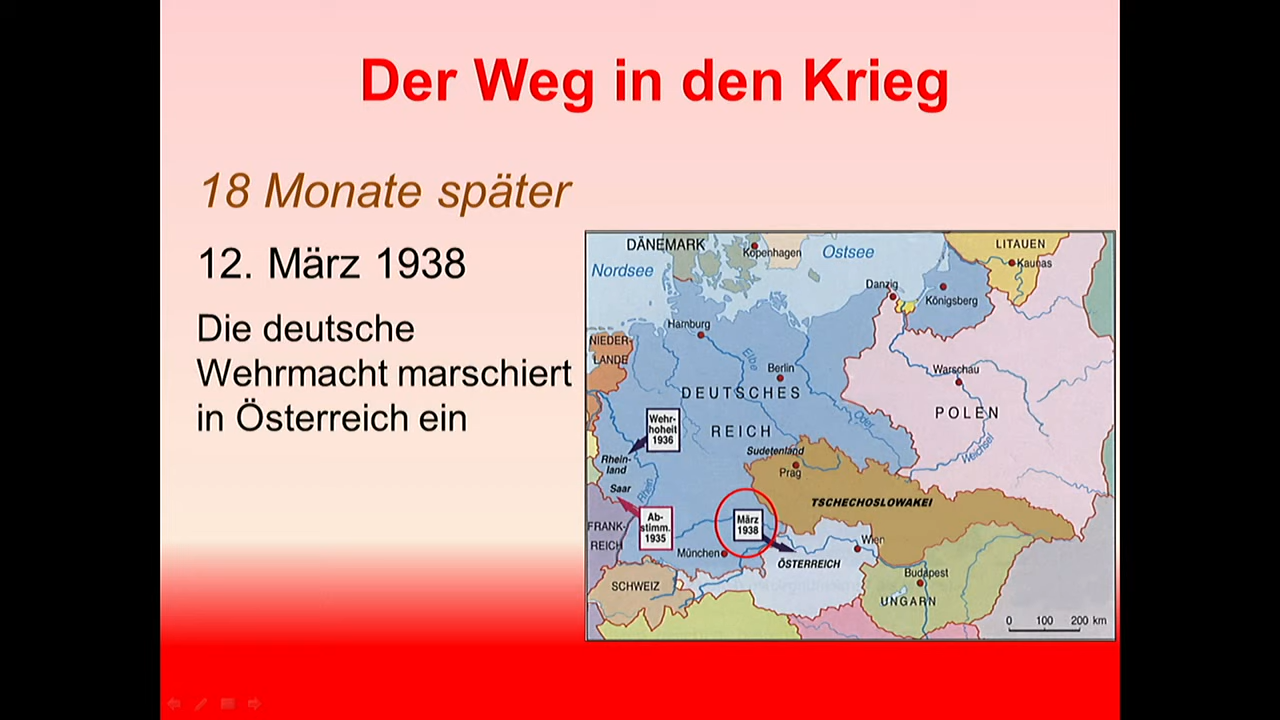 Der Weg in den Krieg
18 Monate später
12. März 1938
Die deutsche
Wehrmacht marschiert
in Österreich ein
DÄNEMARK
Kopenhagen
Ostsee
LITAUEN
Kaunas
Nordsee
Danzig
Königsberg
Hamburg
NIEDER-
LANDE
Elbe
Berlin
Warschau
DEUTSCHES
REICH
POLEN
Oder
Weichsel
Wehr-
hoheit
1936
Rhein-
land
Saar
Rhein
Sudetenland
Prag
TSCHECHOSLOWAKEI
FRANK-
REICH
Ab-
stimm.
1935
März
1938
München
Wien
ÖSTERREICH
SCHWEIZ
Budapest
UNGARN
0 100 200 km